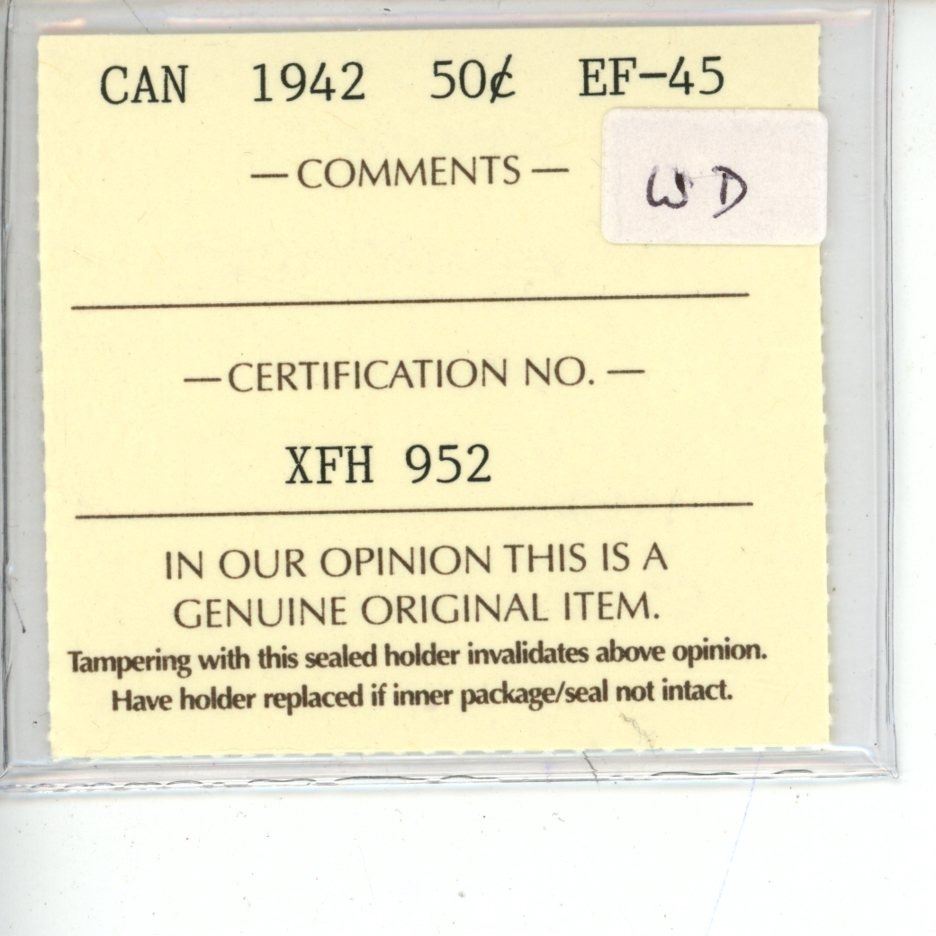 CAN 1942 50¢ EF-45
— COMMENTS —
WD
— CERTIFICATION NO. —
XFH 952
IN OUR OPINION THIS IS A
GENUINE ORIGINAL ITEM.
Tampering with this sealed holder invalidates above opinion.
Have holder replaced if inner package/seal not intact.